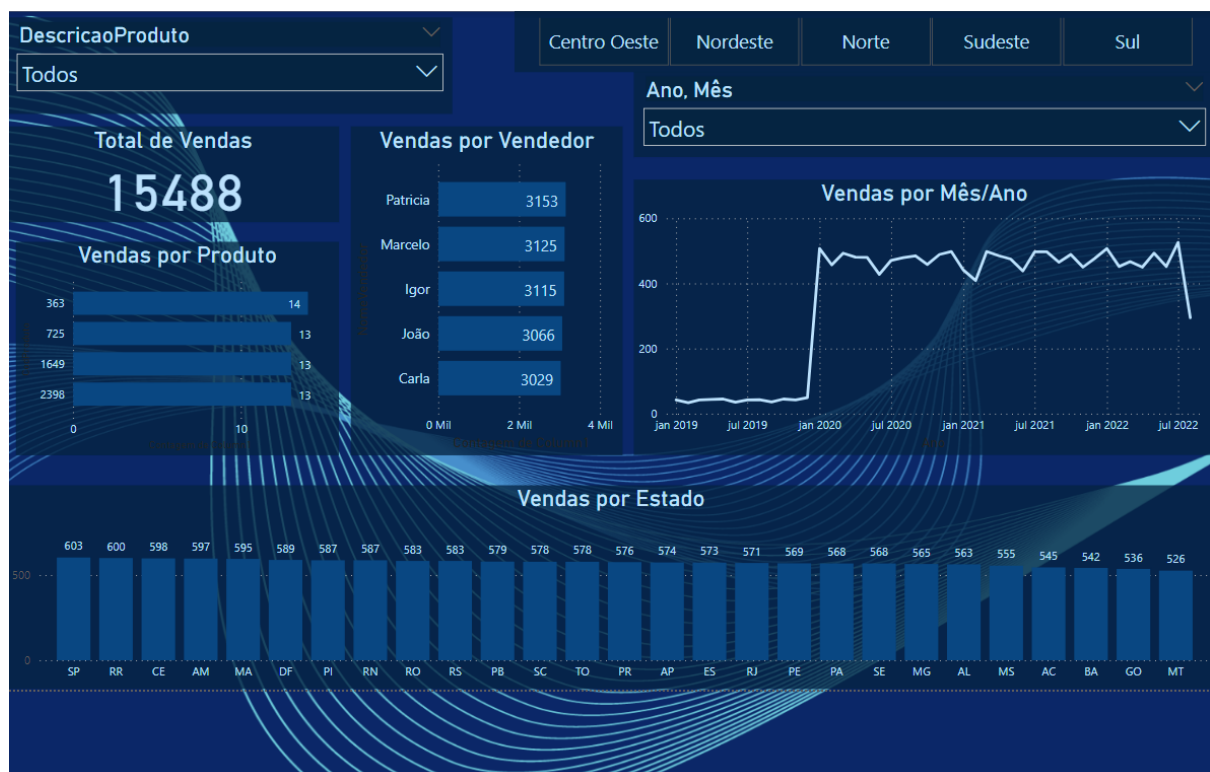 DescricaoProduto
Todos
Centro Oeste
Nordeste
Norte
Sudeste
Sul
Ano, Mês
Todos
Total de Vendas
15488
Vendas por Produto
363
14
725
13
1649
13
2398
13
0
10
Vendas por Vendedor
Patricia
3153
Marcelo
3125
Igor
3115
João
3066
Carla
3029
0 Mil
2 Mil
4 Mil
Vendas por Mês/Ano
600
400
200
0
jan 2019
jul 2019
jan 2020
jul 2020
jan 2021
jul 2021
jan 2022
jul 2022
Vendas por Estado
603 600 598 597 595 589 587 587 583 583 579 578 578 576 574 573 571 569 568 568 565 563 555 545 542 536 526
500
0
SP RR CE AM MA DF PI RN RO RS PB SC TO PR AP ES RJ PE PA SE MG AL MS AC BA GO MT